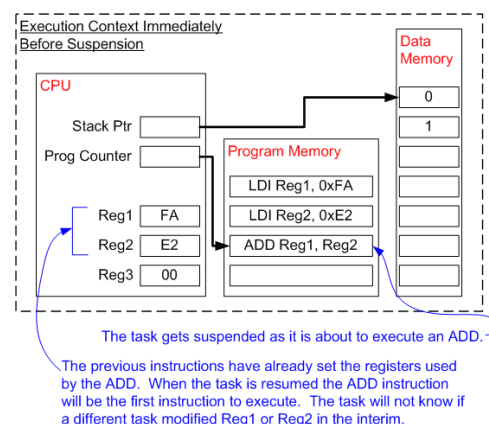 Execution Context Immediately
Before Suspension
Data
Memory
CPU
0
Stack Ptr
1
Prog Counter
Program Memory
LDI Reg1, 0xFA
Reg1 FA
LDI Reg2, 0xE2
Reg2 E2
ADD Reg1, Reg2
Reg3 00
The task gets suspended as it is about to execute an ADD.
The previous instructions have already set the registers used
by the ADD. When the task is resumed the ADD instruction
will be the first instruction to execute. The task will not know if
a different task modified Reg1 or Reg2 in the interim.